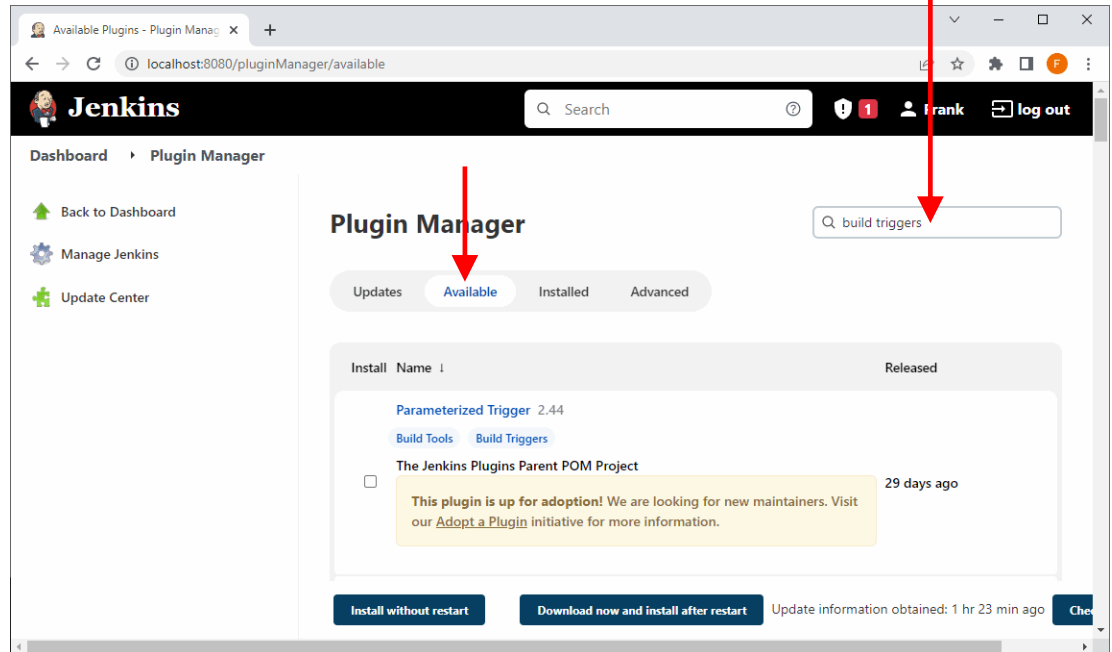 Available Plugins - Plugin Manag
localhost:8080/pluginManager/available
F
Jenkins
Search
1
Frank
log out
Dashboard
Plugin Manager
Back to Dashboard
Manage Jenkins
Update Center
Plugin Manager
build triggers
Updates Available Installed Advanced
Install Name ↓ Released
Parameterized Trigger 2.44
Build Tools Build Triggers
The Jenkins Plugins Parent POM Project
This plugin is up for adoption! We are looking for new maintainers. Visit
our Adopt a Plugin initiative for more information.
29 days ago
Install without restart
Download now and install after restart
Update information obtained: 1 hr 23 min ago
Chec